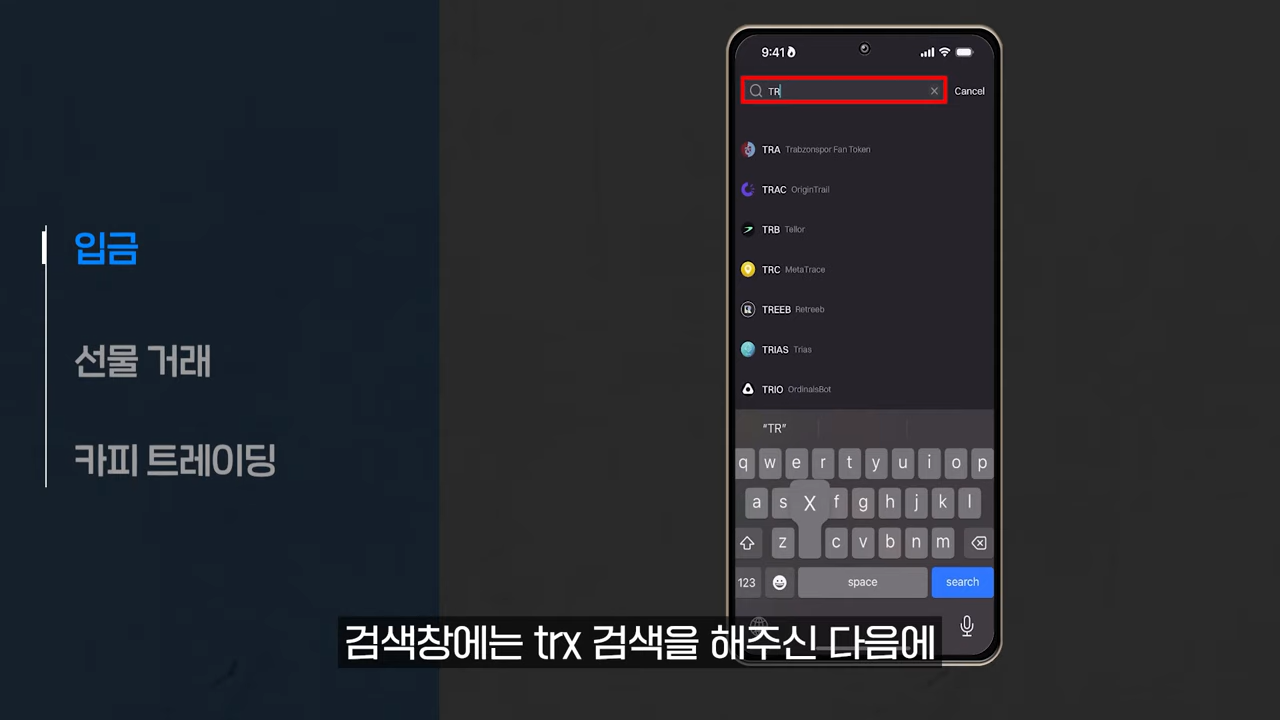 입금
선물 거래
카피 트레이딩
9:41
TR
Cancel
TRA Trabzonspor Fan Token
TRAC OriginTrail
TRB Tellor
TRC MetaTrace
TREEB Retreeb
TRIAS Trias
TRIO OrdinalsBot
“TR”
q w e r t y u i o p
a s X f g h j k l
z c v b n m
123 space search
검색창에는 trx 검색을 해주신 다음에